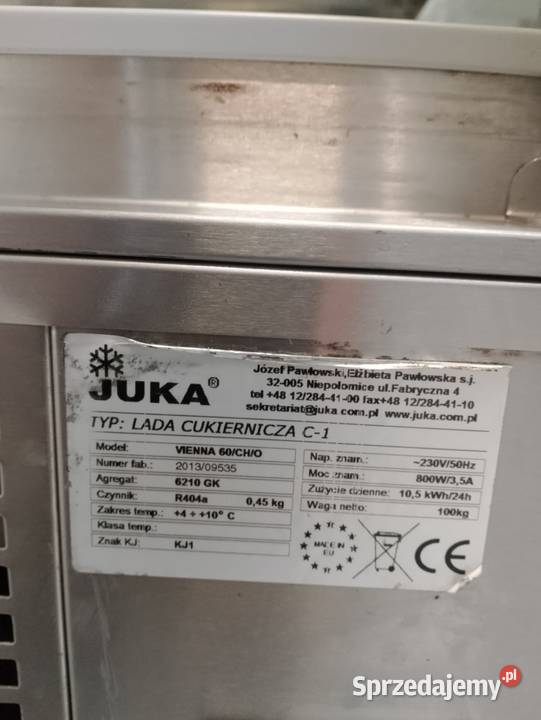 JUKA®
Józef Pawłowski, Elżbieta Pawłowska s.j.
32-005 Niepołomice ul.Fabryczna 4
tel +48 12/284-41-00 fax+48 12/284-41-10
sekretariat@juka.com.pl www.juka.com.pl
TYP: LADA CUKIERNICZA C-1
Model: VIENNA 60/CH/O
Numer fab.: 2013/09535
Agregat: 6210 GK
Czynnik: R404a 0,45 kg
Zakres temp.: +4 ÷ +10° C
Klasa temp.:
Znak KJ: KJ1
Nap. znam.: ~230V/50Hz
Moc znam.: 800W/3,5A
Zużycie dzienne: 10,5 kWh/24h
Waga netto: 100kg
MADE IN
EU
CE
Sprzedajemy.pl